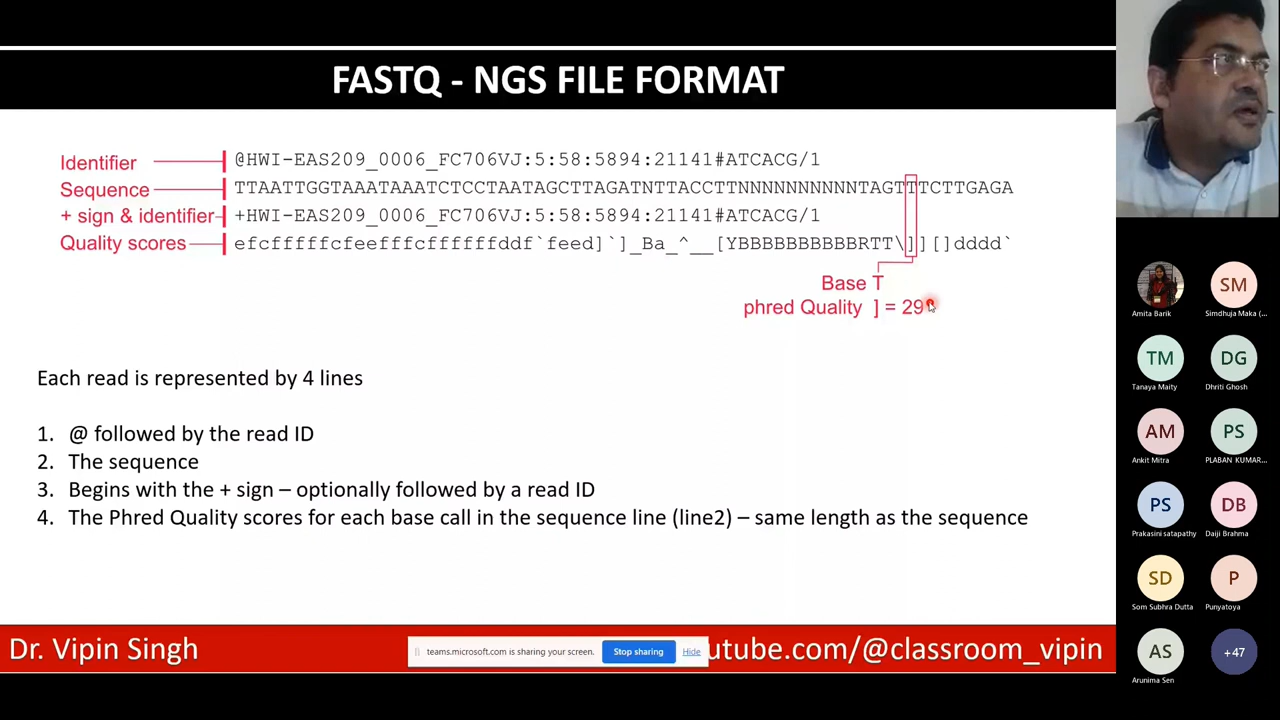 FASTQ - NGS FILE FORMAT
Identifier @HWI-EAS209_0006_FC706VJ:5:58:5894:21141#ATCACG/1
Sequence TTAATTGGTAAATAAATCTCCTAATAGCTTAGATNTTACCTTNNNNNNNNNNTAGTTTCTTGAGA
+ sign & identifier +HWI-EAS209_0006_FC706VJ:5:58:5894:21141#ATCACG/1
Quality scores efcfffffcfeefffcffffffddf`feed]`]_Ba_^__[YBBBBBBBBBBRTT\]][]dddd`
Base T
phred Quality ] = 29
Each read is represented by 4 lines
1. @ followed by the read ID
2. The sequence
3. Begins with the + sign – optionally followed by a read ID
4. The Phred Quality scores for each base call in the sequence line (line2) – same length as the sequence
Dr. Vipin Singh
teams.microsoft.com is sharing your screen. Stop sharing Hide
utube.com/@classroom_vipin
SM
Amita Barik Simdhuja Maka (...
TM DG
Tanaya Maity Dhriti Ghosh
AM PS
Ankit Mitra PLABAN KUMAR...
PS DB
Prakasini satapathy Daiji Brahma
SD P
Som Subhra Dutta Punyatoya
AS +47
Arunima Sen